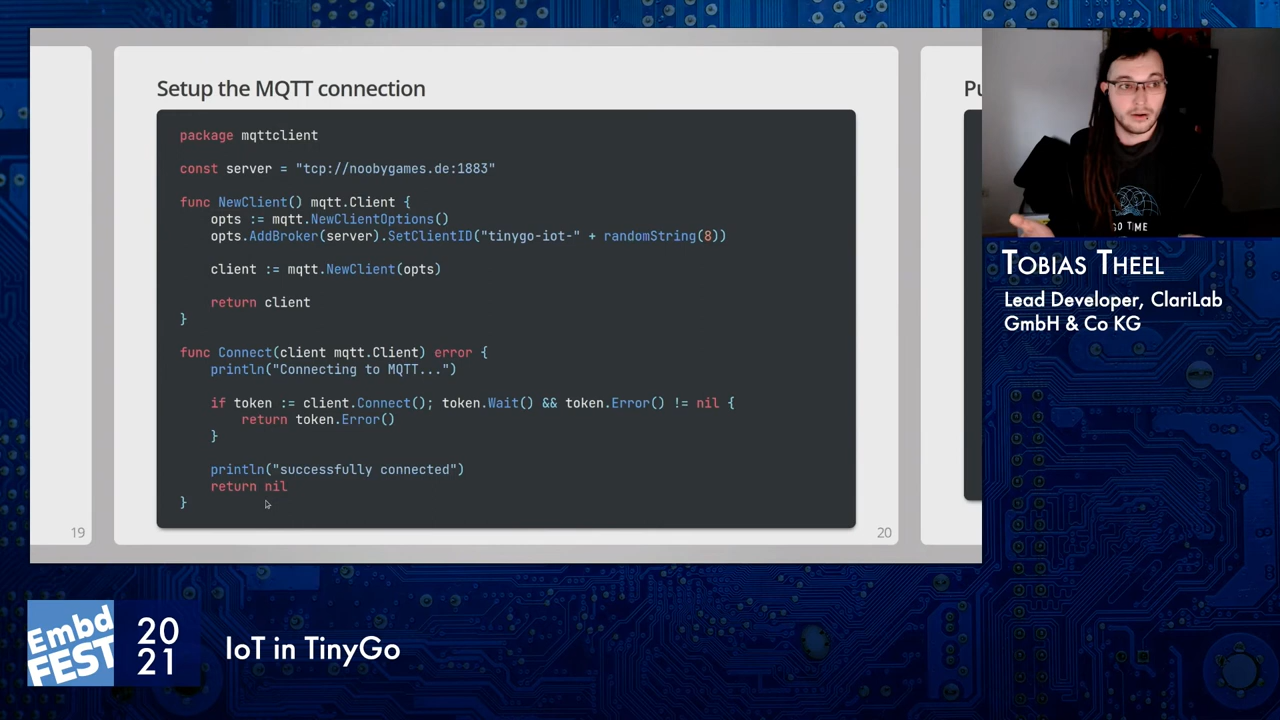 Setup the MQTT connection
package mqttclient
const server = "tcp://noobygames.de:1883"
func NewClient() mqtt.Client {
opts := mqtt.NewClientOptions()
opts.AddBroker(server).SetClientID("tinygo-iot-" + randomString(8))
client := mqtt.NewClient(opts)
return client
}
func Connect(client mqtt.Client) error {
println("Connecting to MQTT...")
if token := client.Connect(); token.Wait() && token.Error() != nil {
return token.Error()
}
println("successfully connected")
return nil
}
19
20
Pu
GO TIME
TOBIAS THEEL
Lead Developer, ClariLab
GmbH & Co KG
Embd
FEST
20
21
IoT in TinyGo